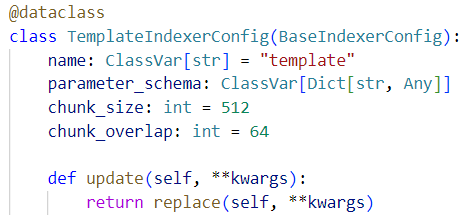 @dataclass
class TemplateIndexerConfig(BaseIndexerConfig):
    name: ClassVar[str] = "template"
    parameter_schema: ClassVar[Dict[str, Any]]
    chunk_size: int = 512
    chunk_overlap: int = 64

    def update(self, **kwargs):
        return replace(self, **kwargs)